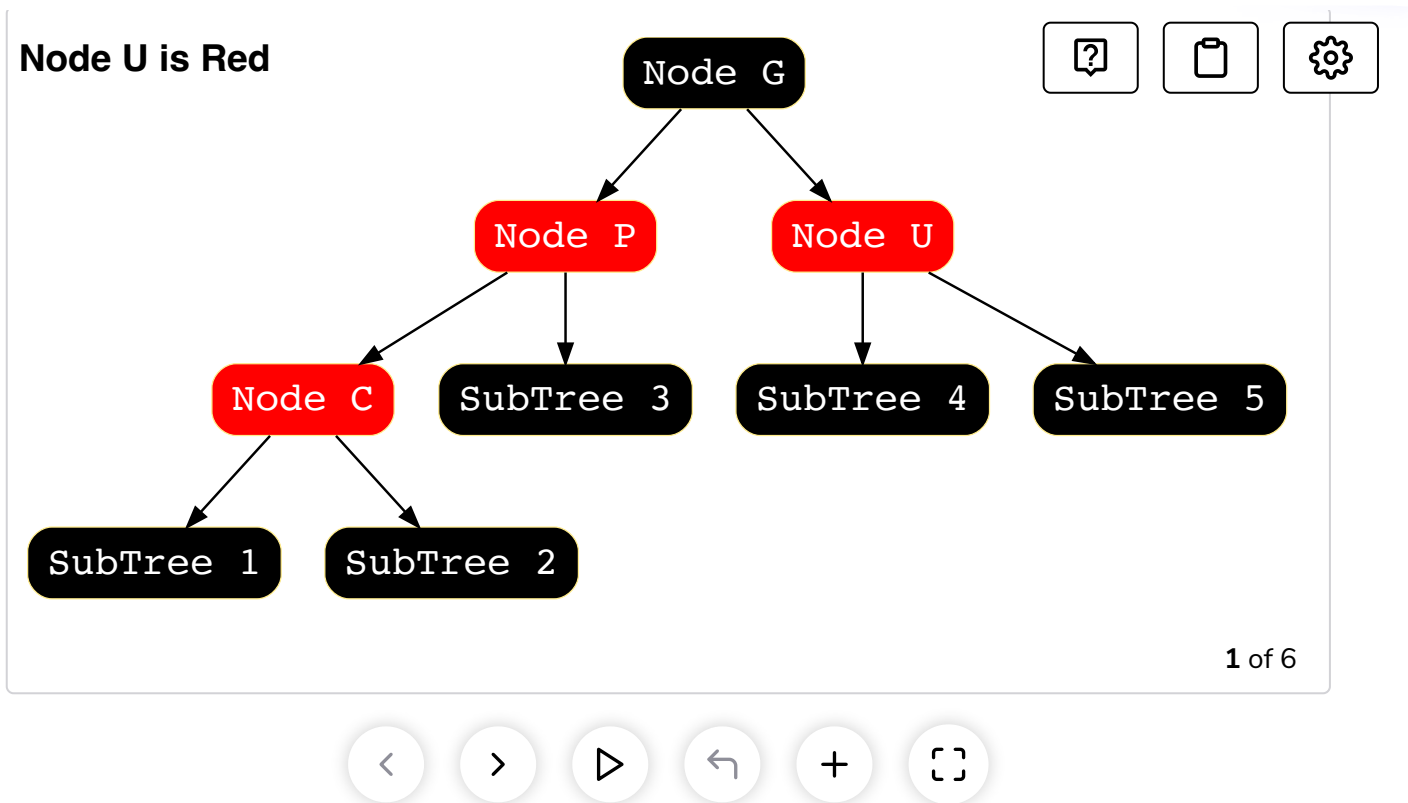 Node U is Red
Node G
?
Node P
Node U
Node C
SubTree 3
SubTree 4
SubTree 5
SubTree 1
SubTree 2
1 of 6